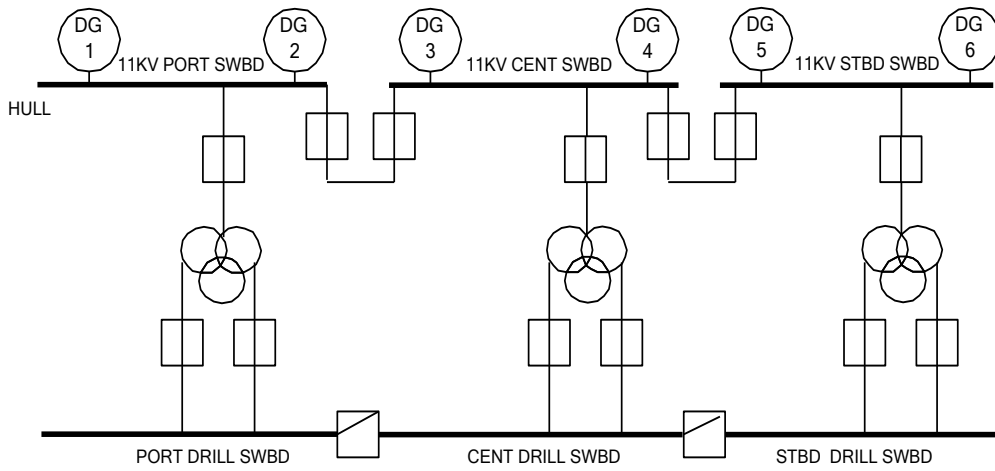 DG
1
DG
2
DG
3
DG
4
DG
5
DG
6
11KV PORT SWBD
11KV CENT SWBD
11KV STBD SWBD
HULL
PORT DRILL SWBD
CENT DRILL SWBD
STBD DRILL SWBD